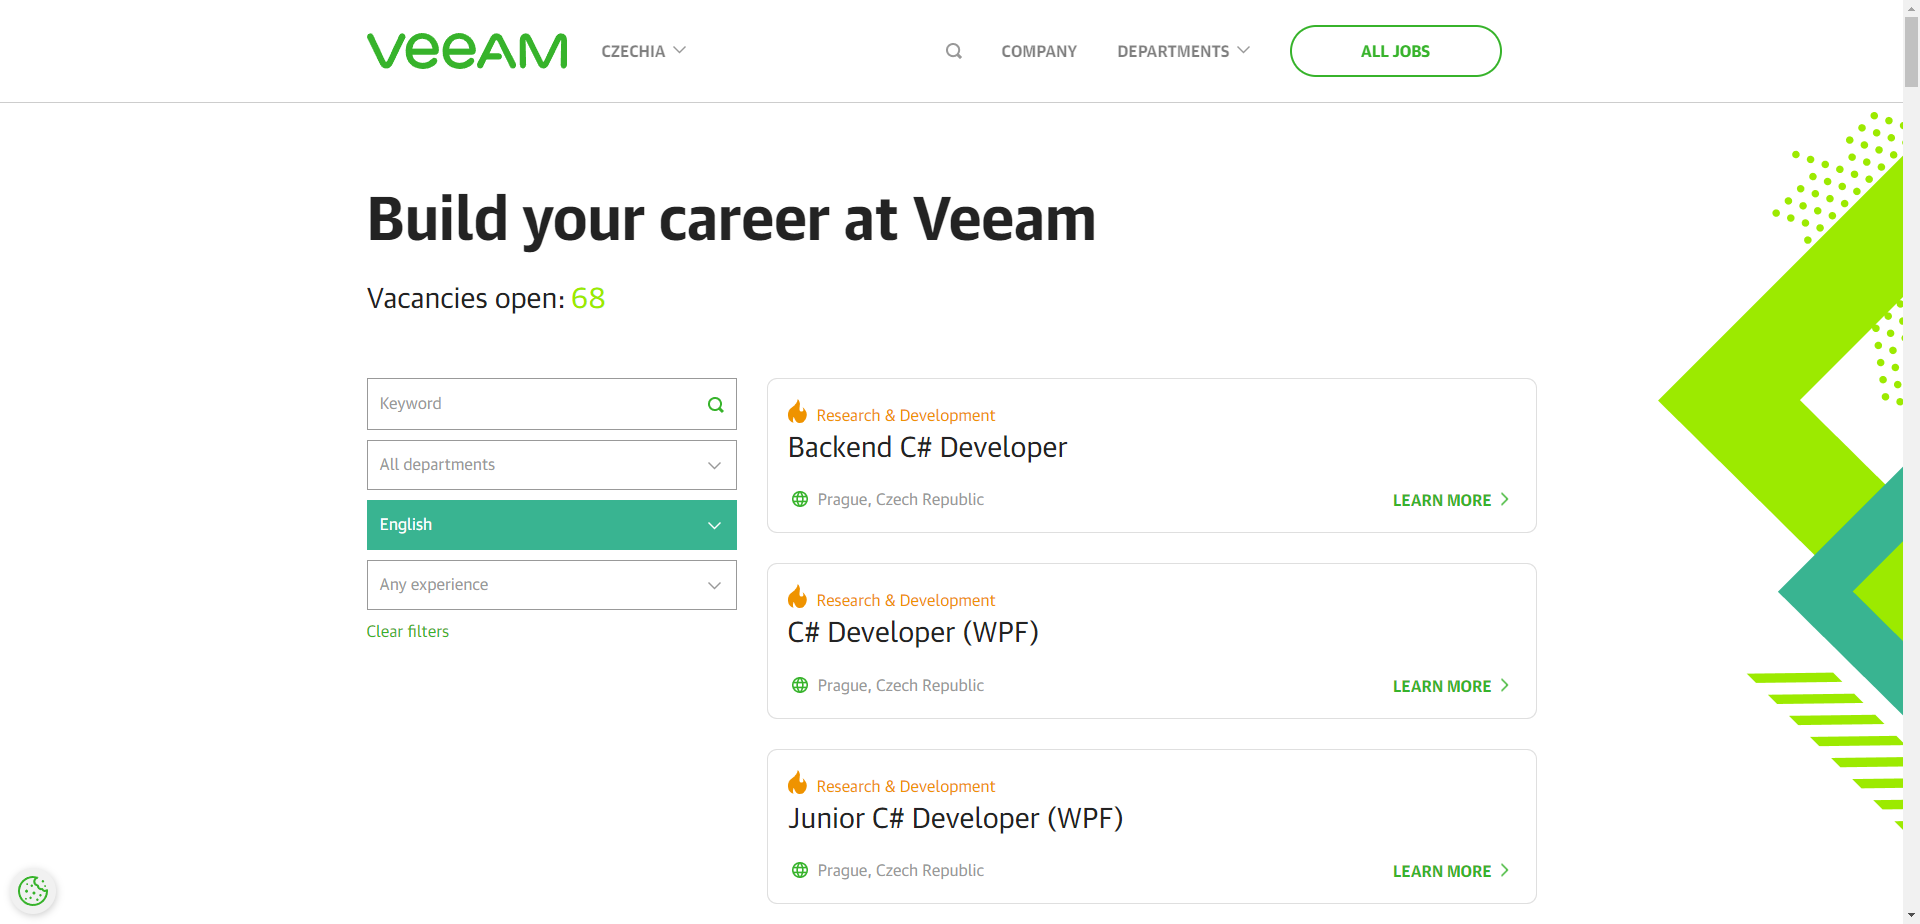 veeAM
CZECHIA
COMPANY
DEPARTMENTS
ALL JOBS
Build your career at Veeam
Vacancies open: 68
Keyword
All departments
English
Any experience
Clear filters
Research & Development
Backend C# Developer
Prague, Czech Republic
LEARN MORE
Research & Development
C# Developer (WPF)
Prague, Czech Republic
LEARN MORE
Research & Development
Junior C# Developer (WPF)
Prague, Czech Republic
LEARN MORE